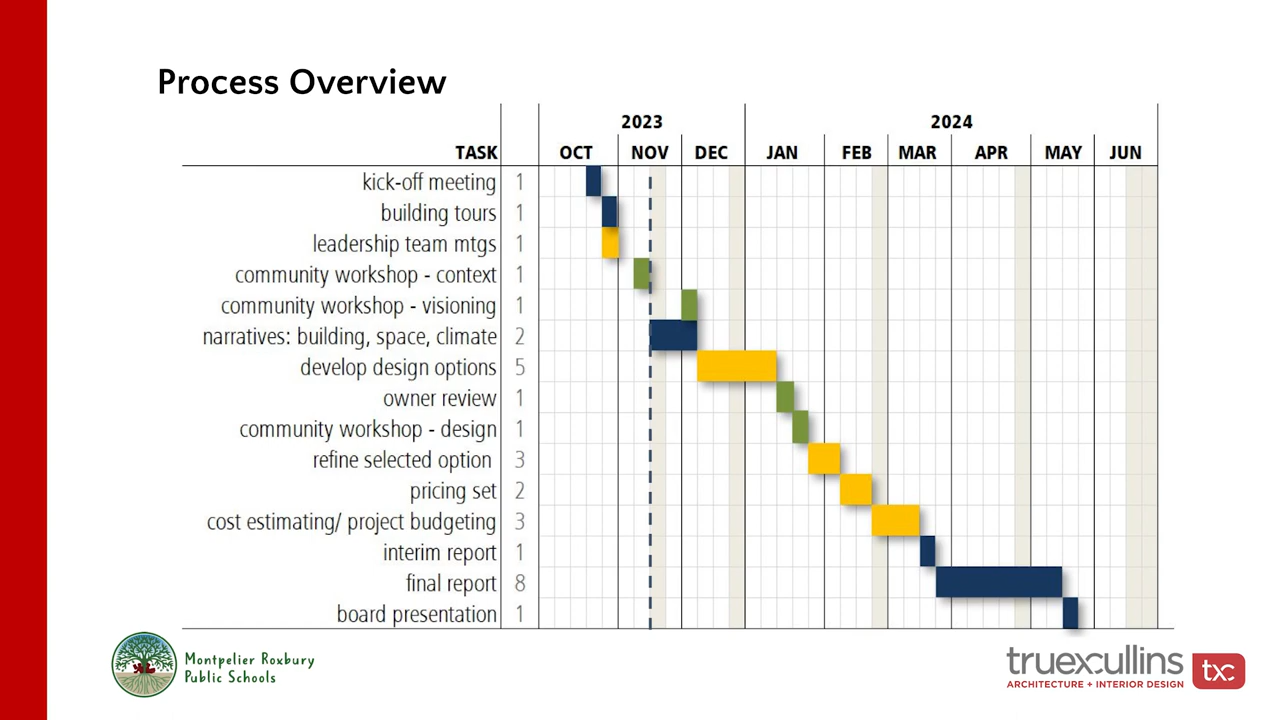 Process Overview
2023 2024
TASK OCT NOV DEC JAN FEB MAR APR MAY JUN
kick-off meeting 1
building tours 1
leadership team mtgs 1
community workshop - context 1
community workshop - visioning 1
narratives: building, space, climate 2
develop design options 5
owner review 1
community workshop - design 1
refine selected option 3
pricing set 2
cost estimating/ project budgeting 3
interim report 1
final report 8
board presentation 1
Montpelier Roxbury
Public Schools
truexcullins
ARCHITECTURE + INTERIOR DESIGN
txc